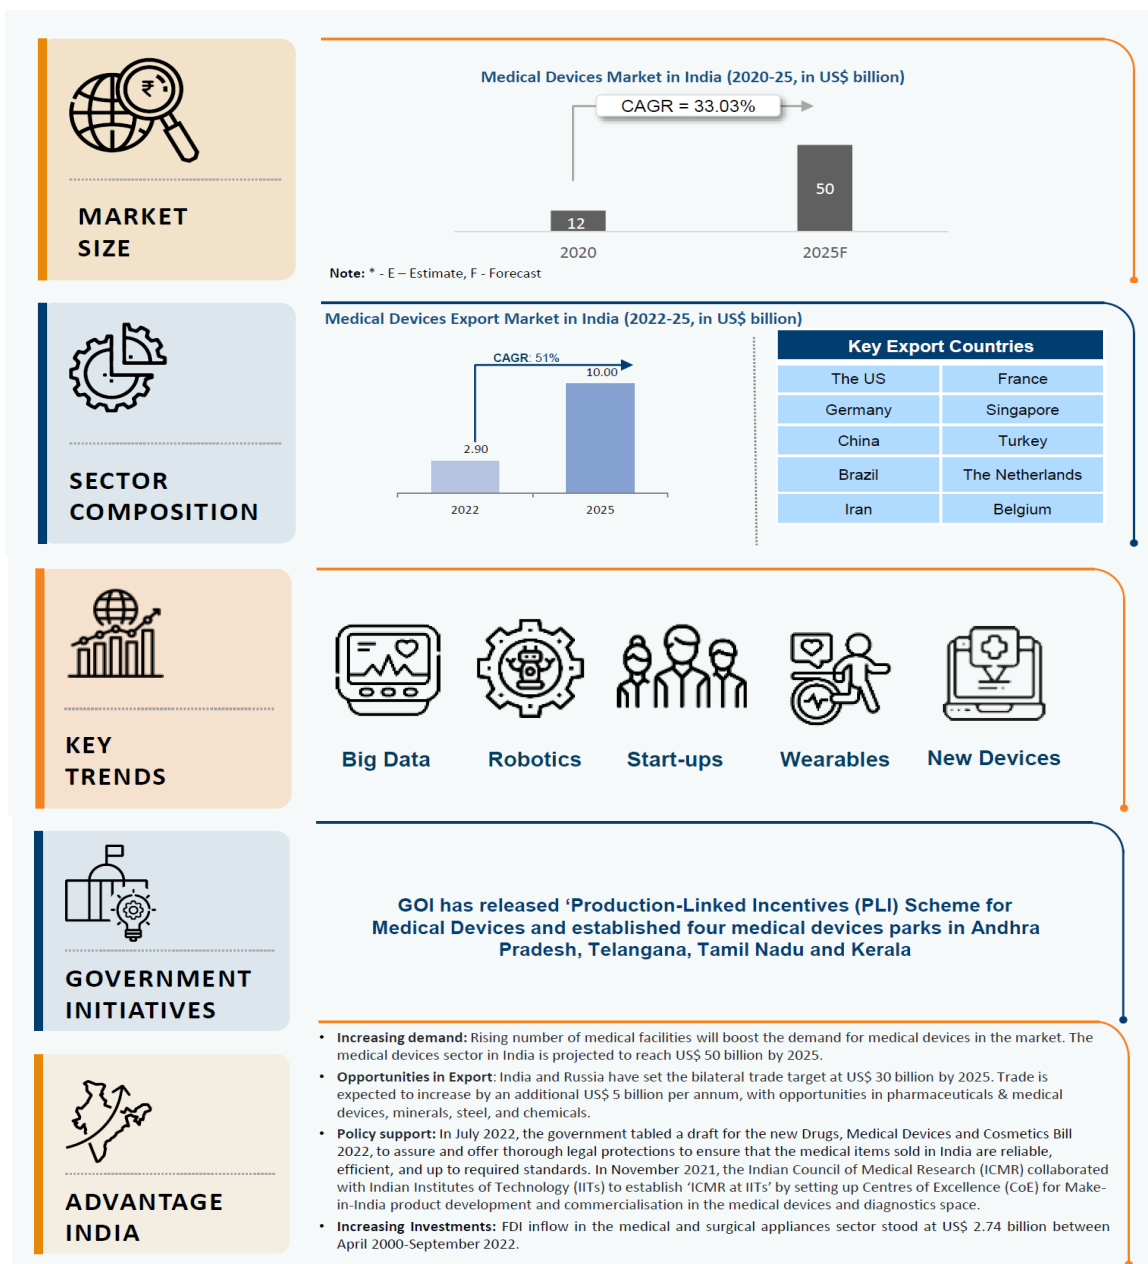 MARKET
SIZE
₹
Medical Devices Market in India (2020-25, in US$ billion)
CAGR = 33.03%
12
50
2020
2025F
Note: * - E – Estimate, F - Forecast
SECTOR
COMPOSITION
Medical Devices Export Market in India (2022-25, in US$ billion)
CAGR: 51%
10.00
2.90
2022
2025
Key Export Countries
The US
France
Germany
Singapore
China
Turkey
Brazil
The Netherlands
Iran
Belgium
KEY
TRENDS
Big Data
Robotics
Start-ups
Wearables
New Devices
GOVERNMENT
INITIATIVES
GOI has released ‘Production-Linked Incentives (PLI) Scheme for
Medical Devices and established four medical devices parks in Andhra
Pradesh, Telangana, Tamil Nadu and Kerala
ADVANTAGE
INDIA
• Increasing demand: Rising number of medical facilities will boost the demand for medical devices in the market. The
medical devices sector in India is projected to reach US$ 50 billion by 2025.
• Opportunities in Export: India and Russia have set the bilateral trade target at US$ 30 billion by 2025. Trade is
expected to increase by an additional US$ 5 billion per annum, with opportunities in pharmaceuticals & medical
devices, minerals, steel, and chemicals.
• Policy support: In July 2022, the government tabled a draft for the new Drugs, Medical Devices and Cosmetics Bill
2022, to assure and offer thorough legal protections to ensure that the medical items sold in India are reliable,
efficient, and up to required standards. In November 2021, the Indian Council of Medical Research (ICMR) collaborated
with Indian Institutes of Technology (IITs) to establish ‘ICMR at IITs’ by setting up Centres of Excellence (CoE) for Make-
in-India product development and commercialisation in the medical devices and diagnostics space.
• Increasing Investments: FDI inflow in the medical and surgical appliances sector stood at US$ 2.74 billion between
April 2000-September 2022.